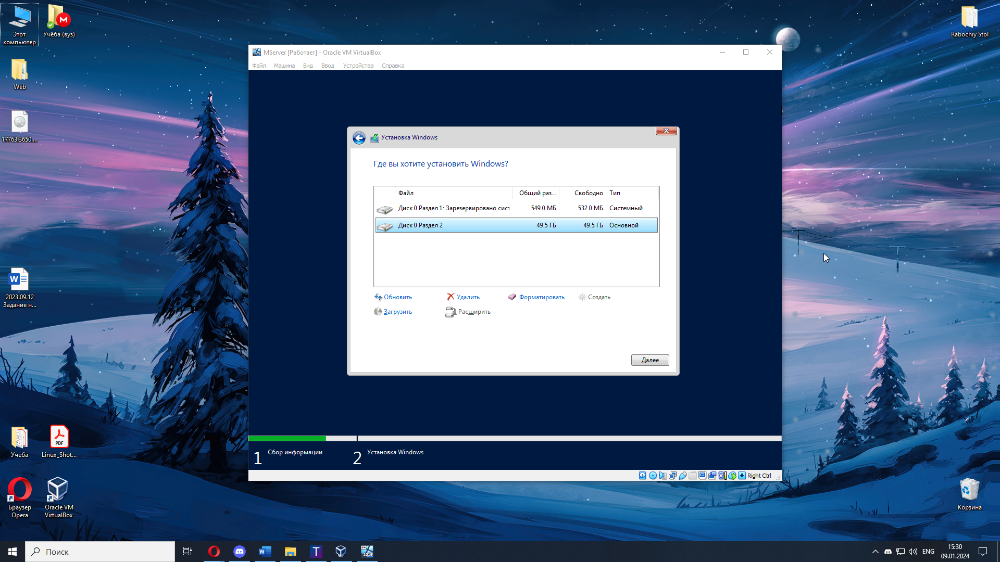 Этот
компьютер
Учёба (вуз)
Rabochiy Stol
Web
17763.3650....
2023.09.12
Задание н...
Учёба
PDF
Linux_Shot...
Браузер
Opera
Oracle VM
VirtualBox
Корзина
MServer [Работает] - Oracle VM VirtualBox
Файл Машина Вид Ввод Устройства Справка
Установка Windows
Где вы хотите установить Windows?
Файл Общий раз... Свободно Тип
Диск 0 Раздел 1: Зарезервировано сист 549.0 МБ 532.0 МБ Системный
Диск 0 Раздел 2 49.5 ГБ 49.5 ГБ Основной
Обновить Удалить Форматировать Создать
Загрузить Расширить
Далее
1 Сбор информации 2 Установка Windows
Right Ctrl
Поиск
2019
ENG
15:30
09.01.2024